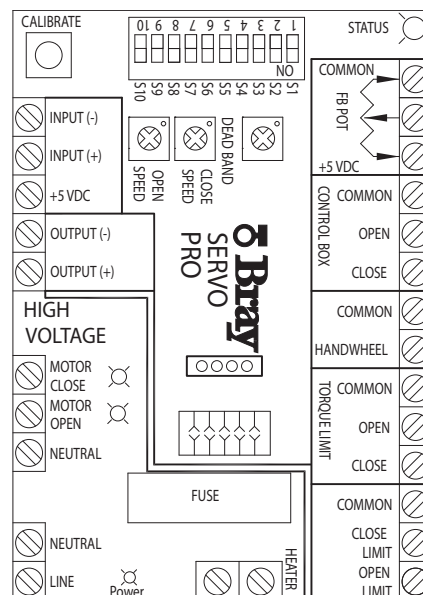 CALIBRATE
10 9 8 7 6 5 4 3 2 1
STATUS
ON
S10 S9 S8 S7 S6 S5 S4 S3 S2 S1
INPUT (-)
INPUT (+)
+5 VDC
OUTPUT (-)
OUTPUT (+)
OPEN
SPEED
CLOSE
SPEED
DEAD BAND
Bray
SERVO
PRO
COMMON
FB POT
+5 VDC
CONTROL BOX
COMMON
OPEN
CLOSE
COMMON
HANDWHEEL
TORQUE LIMIT
COMMON
OPEN
CLOSE
COMMON
CLOSE
LIMIT
OPEN
LIMIT
HIGH
VOLTAGE
MOTOR
CLOSE
MOTOR
OPEN
NEUTRAL
FUSE
NEUTRAL
LINE
Power
HEATER